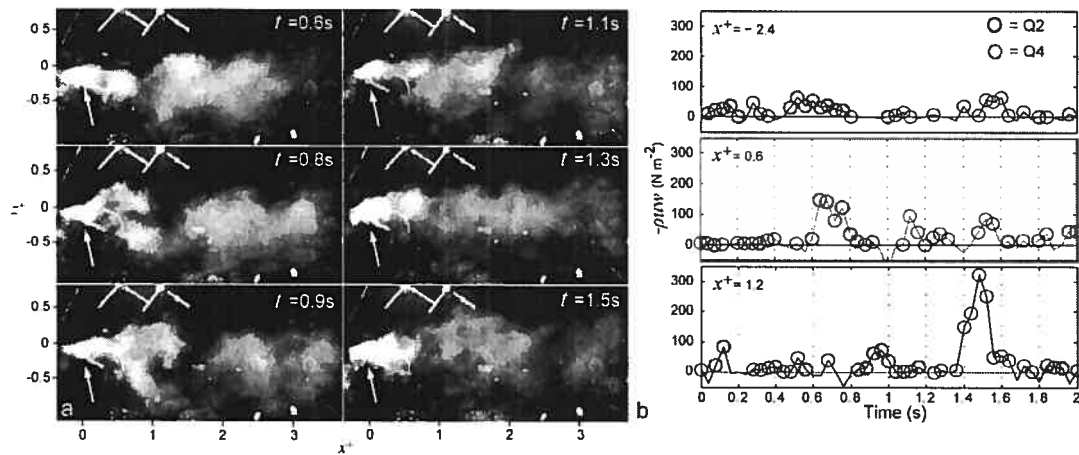 t =0.6s
t =1.1s
0.5
0
-0.5
t =0.8s
t =1.3s
0.5
0
-0.5
t =0.9s
t =1.5s
0.5
0
-0.5
a
0 1 2 3
0 1 2 3
x⁺
b
x⁺ = - 2.4
= Q2
= Q4
300
200
100
0
x⁺ = 0.6
300
200
100
0
x⁺ = 1.2
300
200
100
0
-ρuw (N m⁻²)
0 0.2 0.4 0.6 0.8 1 1.2 1.4 1.6 1.8 2
Time (s)